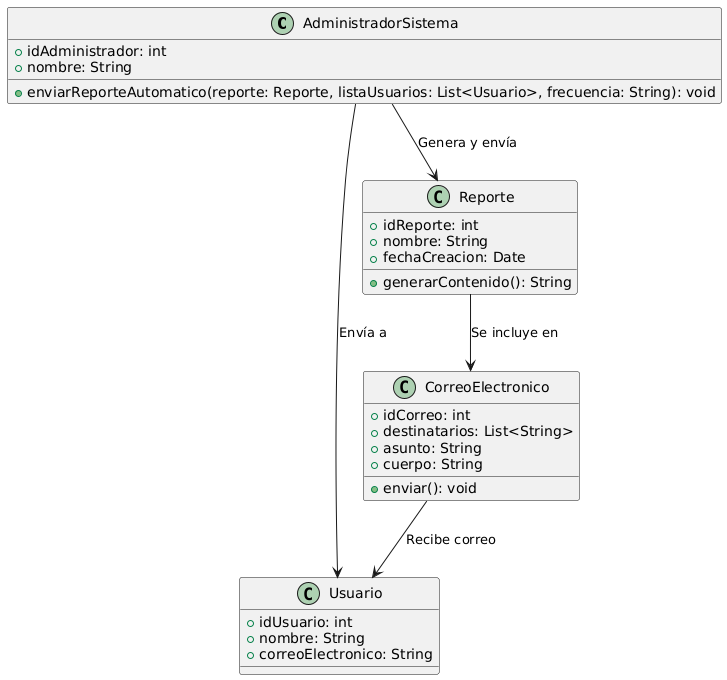 C AdministradorSistema
idAdministrador: int
nombre: String
enviarReporteAutomatico(reporte: Reporte, listaUsuarios: List<Usuario>, frecuencia: String): void
Genera y envía
C Reporte
idReporte: int
nombre: String
fechaCreacion: Date
generarContenido(): String
Envía a
Se incluye en
C CorreoElectronico
idCorreo: int
destinatarios: List<String>
asunto: String
cuerpo: String
enviar(): void
Recibe correo
C Usuario
idUsuario: int
nombre: String
correoElectronico: String